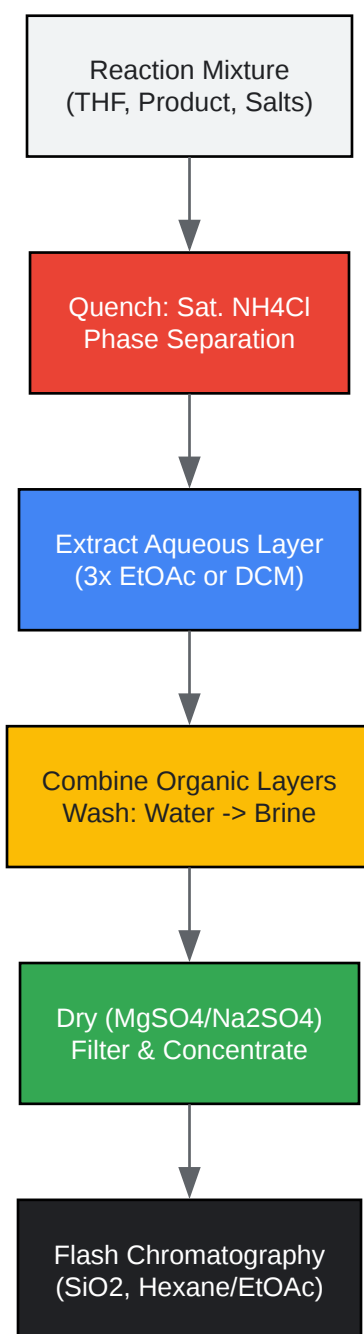 Reaction Mixture
(THF, Product, Salts)
Quench: Sat. NH4Cl
Phase Separation
Extract Aqueous Layer
(3x EtOAc or DCM)
Combine Organic Layers
Wash: Water -> Brine
Dry (MgSO4/Na2SO4)
Filter & Concentrate
Flash Chromatography
(SiO2, Hexane/EtOAc)